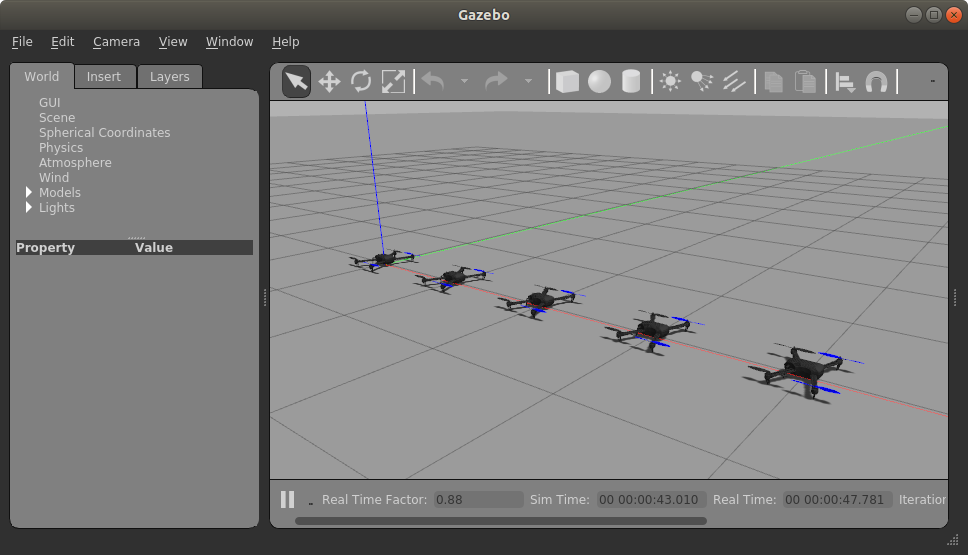 Gazebo
File Edit Camera View Window Help
World Insert Layers
GUI
Scene
Spherical Coordinates
Physics
Atmosphere
Wind
Models
Lights
Property Value
Real Time Factor: 0.88 Sim Time: 00 00:00:43.010 Real Time: 00 00:00:47.781 Iteration